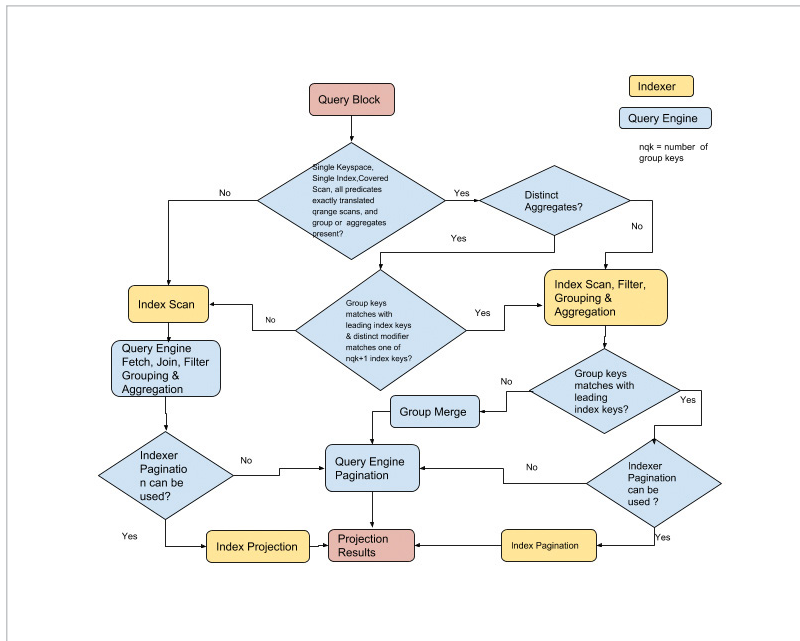 Indexer
Query Block
Query Engine
nqk = number of
group keys
Single Keyspace,
Single Index,Covered
Scan, all predicates
exactly translated
qrange scans, and
group or aggregates
present?
No
Yes
Distinct
Aggregates?
No
Yes
Index Scan
Group keys
matches with
leading index keys
& distinct modifier
matches one of
nqk+1 index keys?
No
Yes
Index Scan, Filter,
Grouping &
Aggregation
Query Engine
Fetch, Join, Filter
Grouping &
Aggregation
Group keys
matches with
leading
index keys?
No
Yes
Group Merge
Indexer
Paginatio
n can be
used?
No
Query Engine
Pagination
No
Indexer
Pagination
can be
used ?
Yes
Yes
Index Projection
Projection
Results
Index Pagination